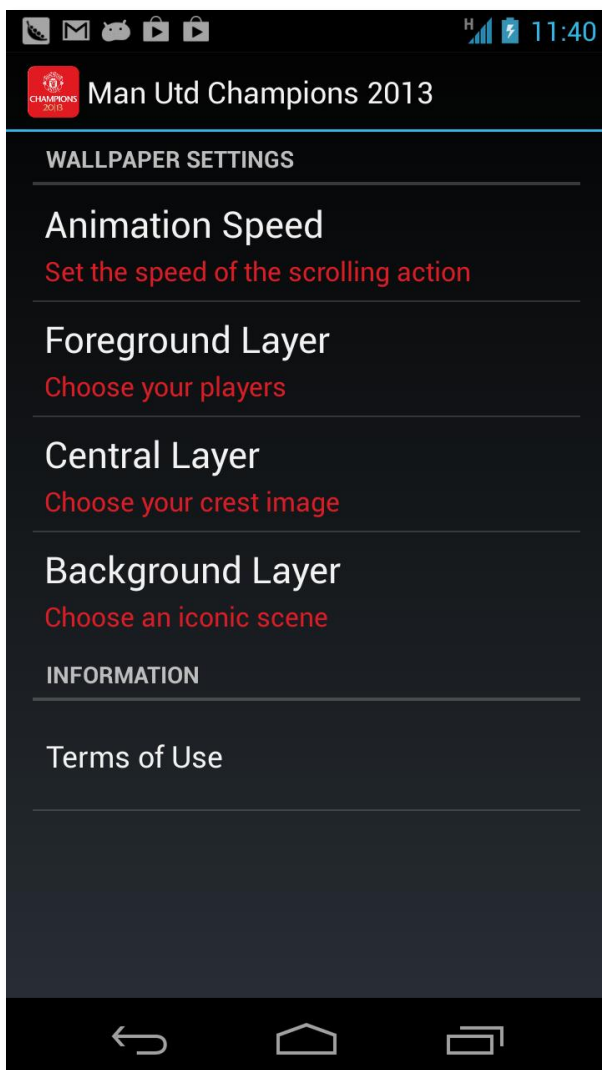 H 11:40
CHAMPIONS
2013
Man Utd Champions 2013
WALLPAPER SETTINGS
Animation Speed
Set the speed of the scrolling action
Foreground Layer
Choose your players
Central Layer
Choose your crest image
Background Layer
Choose an iconic scene
INFORMATION
Terms of Use